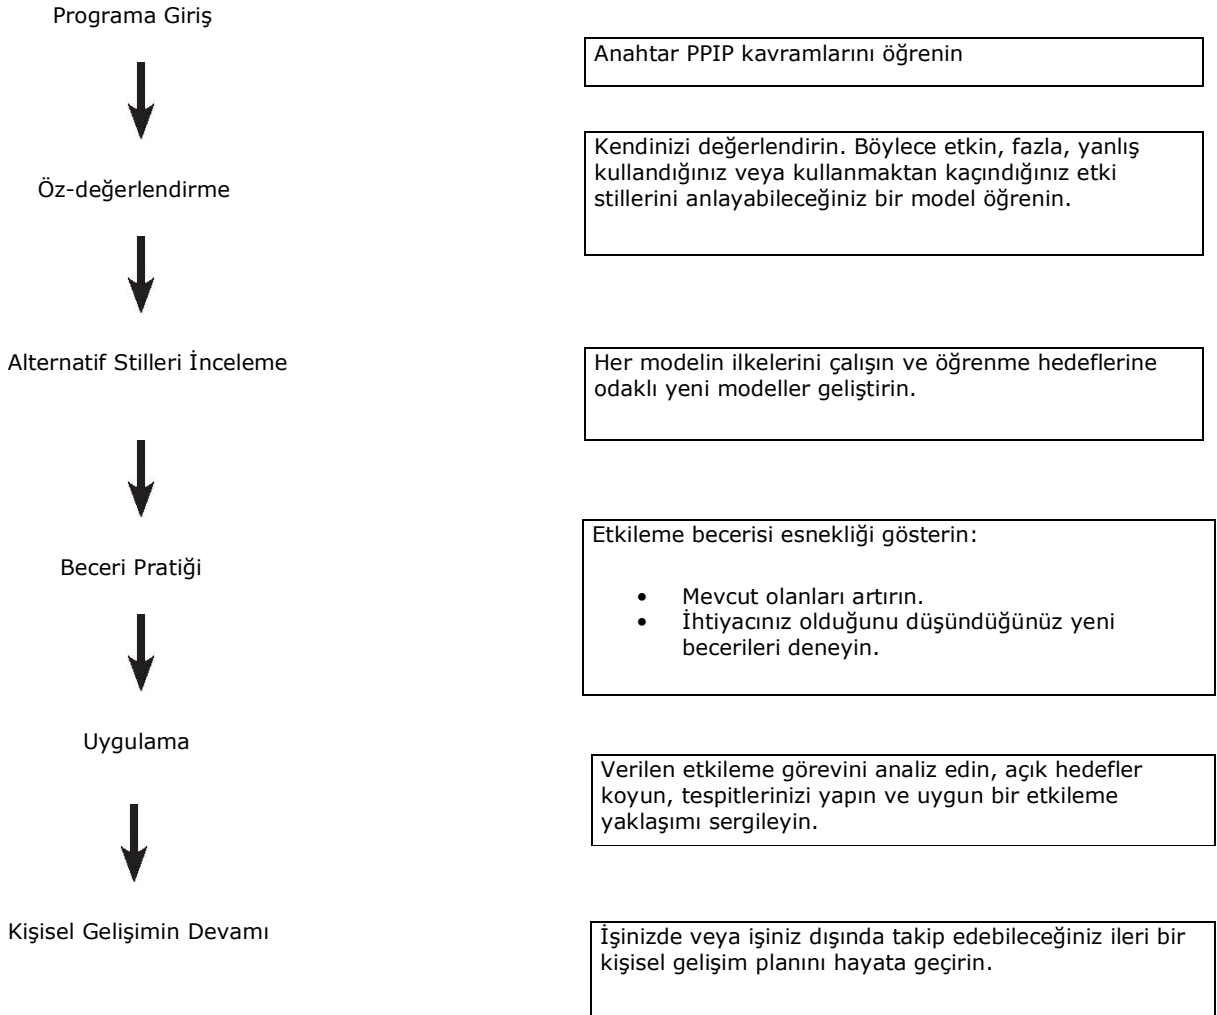 Programa Giriş
Anahtar PPIP kavramlarını öğrenin
Öz-değerlendirme
Kendinizi değerlendirin. Böylece etkin, fazla, yanlış
kullandığınız veya kullanmaktan kaçındığınız etki
stillerini anlayabileceğiniz bir model öğrenin.
Alternatif Stilleri İnceleme
Her modelin ilkelerini çalışın ve öğrenme hedeflerine
odaklı yeni modeller geliştirin.
Beceri Pratiği
Etkileme becerisi esnekliği gösterin:
• Mevcut olanları artırın.
• İhtiyacınız olduğunu düşündüğünüz yeni
becerileri deneyin.
Uygulama
Verilen etkileme görevini analiz edin, açık hedefler
koyun, tespitlerinizi yapın ve uygun bir etkileme
yaklaşımı sergileyin.
Kişisel Gelişimin Devamı
İşinizde veya işiniz dışında takip edebileceğiniz ileri bir
kişisel gelişim planını hayata geçirin.